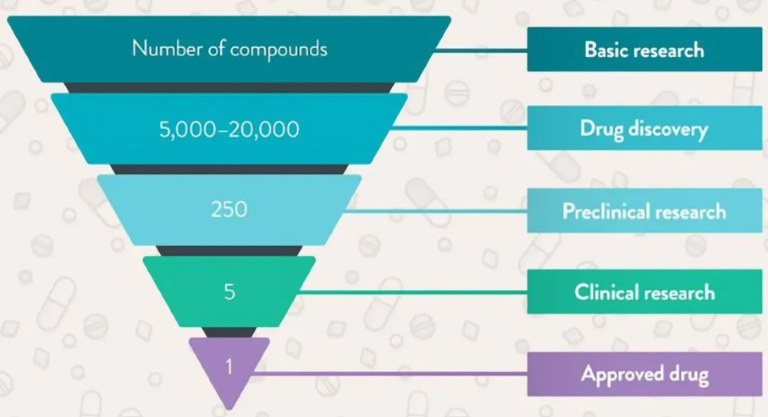 Number of compounds
Basic research
5,000–20,000
Drug discovery
250
Preclinical research
5
Clinical research
1
Approved drug